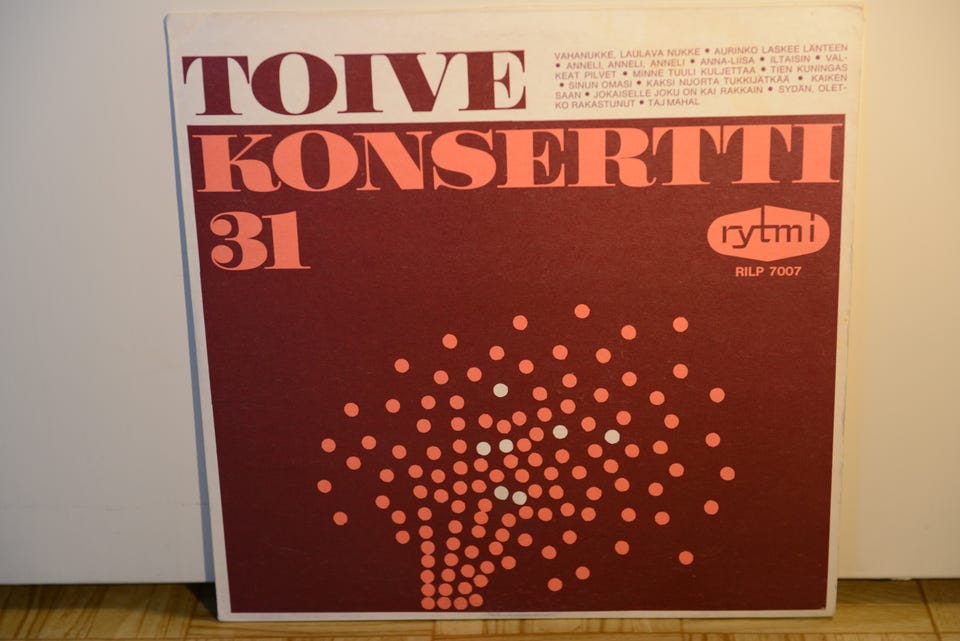 TOIVE
VAHANUKKE, LAULAVA NUKKE • AURINKO LASKEE LÄNTEEN
• ANNELI, ANNELI, ANNELI • ANNA-LIISA • ILTAISIN • VAL-
KEAT PILVET • MINNE TUULI KULJETTAA • TIEN KUNINGAS
• SINUN OMASI • KAKSI NUORTA TUKKIJÄTKÄÄ • KAIKEN
SAAN • JOKAISELLE JOKU ON KAI RAKKAIN • SYDÄN, OLET-
KO RAKASTUNUT • TAJ MAHAL
KONSERTTI
31
rytmi
RILP 7007